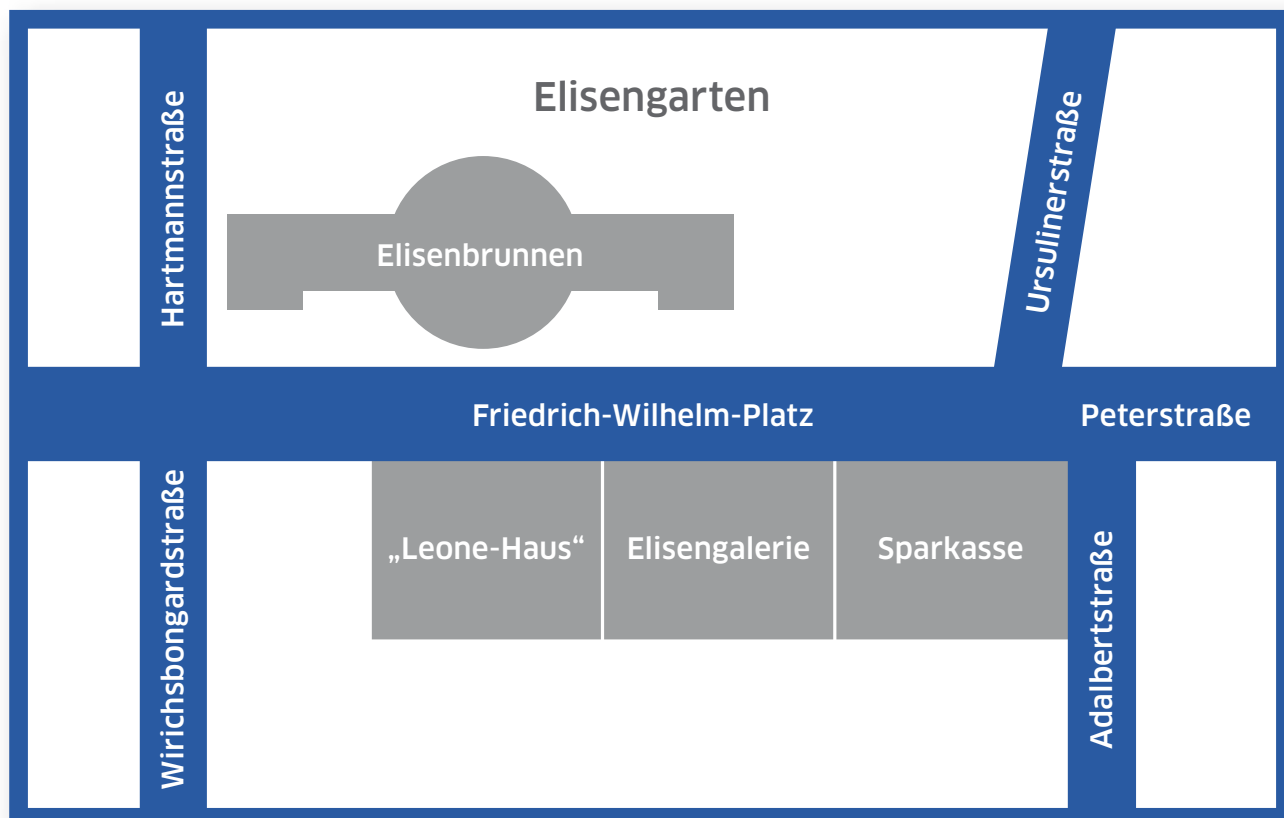 Elisengarten
Hartmannstraße
Ursulinerstraße
Elisenbrunnen
Friedrich-Wilhelm-Platz
Peterstraße
Wirichsbongardstraße
„Leone-Haus“
Elisengalerie
Sparkasse
Adalbertstraße